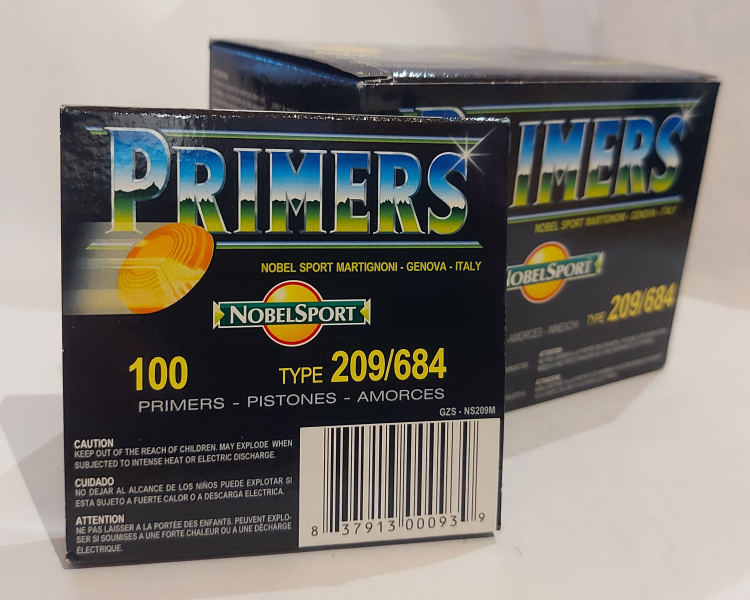 PRIMERS
NOBEL SPORT MARTIGNONI - GENOVA - ITALY
NOBELSPORT
100 TYPE 209/684
PRIMERS - PISTONES - AMORCES
GZS - NS209M
CAUTION
KEEP OUT OF THE REACH OF CHILDREN. MAY EXPLODE WHEN
SUBJECTED TO INTENSE HEAT OR ELECTRIC DISCHARGE.
CUIDADO
NO DEJAR AL ALCANCE DE LOS NIÑOS PUEDE EXPLOTAR SI
ESTA SUJETO A FUERTE CALOR O A DESCARGA ELECTRICA.
ATTENTION
NE PAS LAISSER A LA PORTÉE DES ENFANTS. PEUVENT EXPLO-
SER SI SOUMISES A UNE FORTE CHALEUR OU A UNE DÉCHARGE
ÉLECTRIQUE.
8 37913 00093 9
PRIMERS
NOBEL SPORT MARTIGNONI - GENOVA - ITALY
NOBELSPORT
TYPE 209/684
AMORCES - INNESCHI